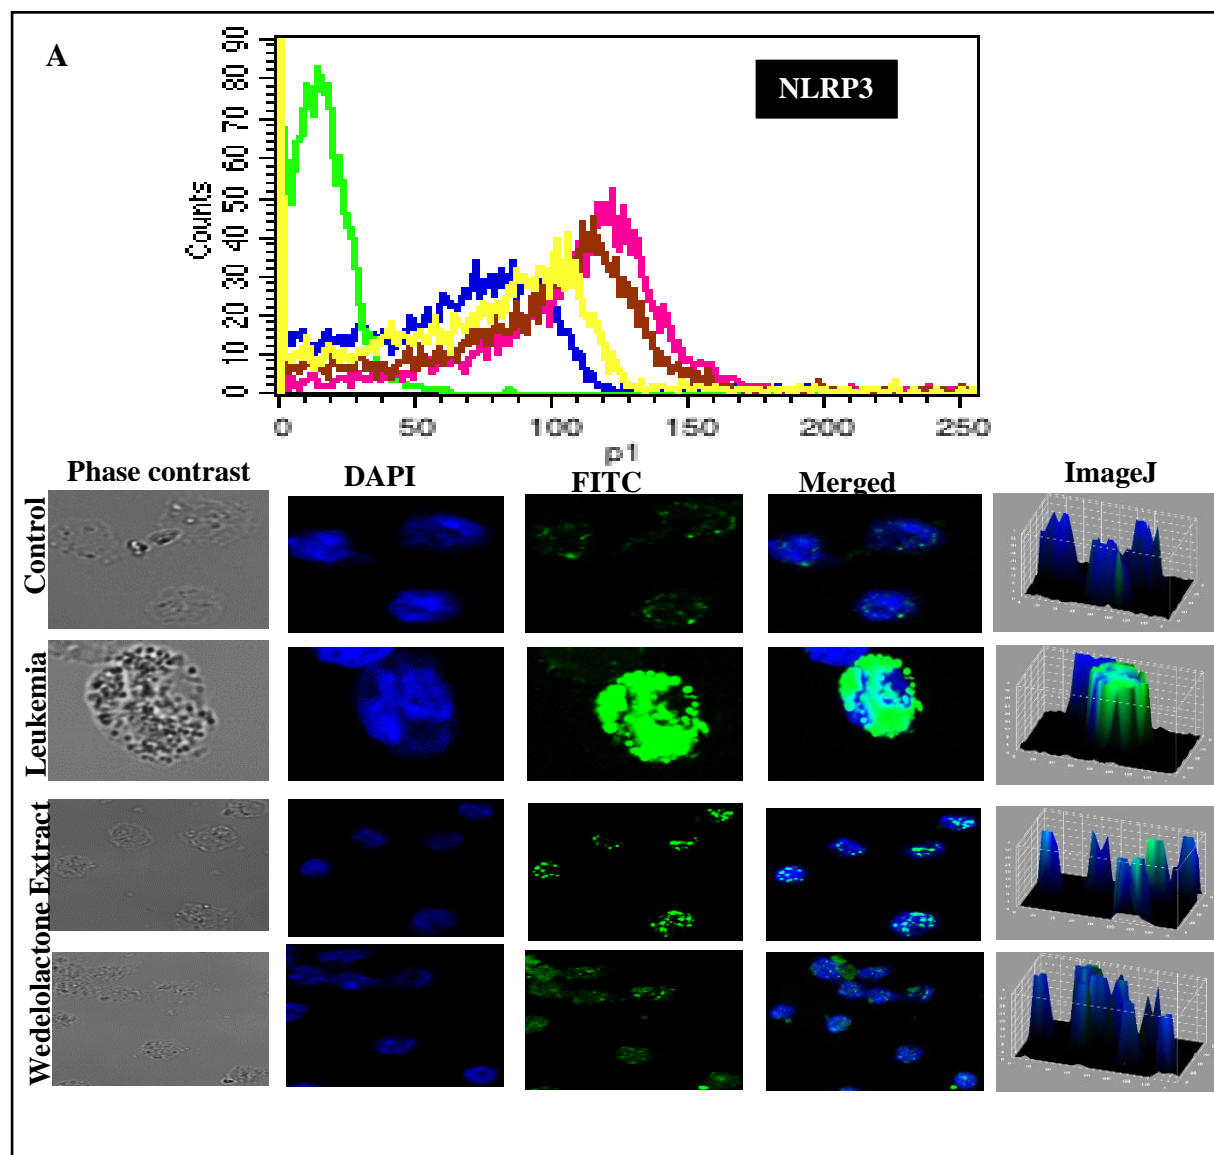 A
NLRP3
Counts
90
80
70
60
50
40
30
20
10
0
0 50 100 150 200 250
p1
Phase contrast DAPI FITC Merged ImageJ
Control
Leukemia
Extract
Wedelolactone